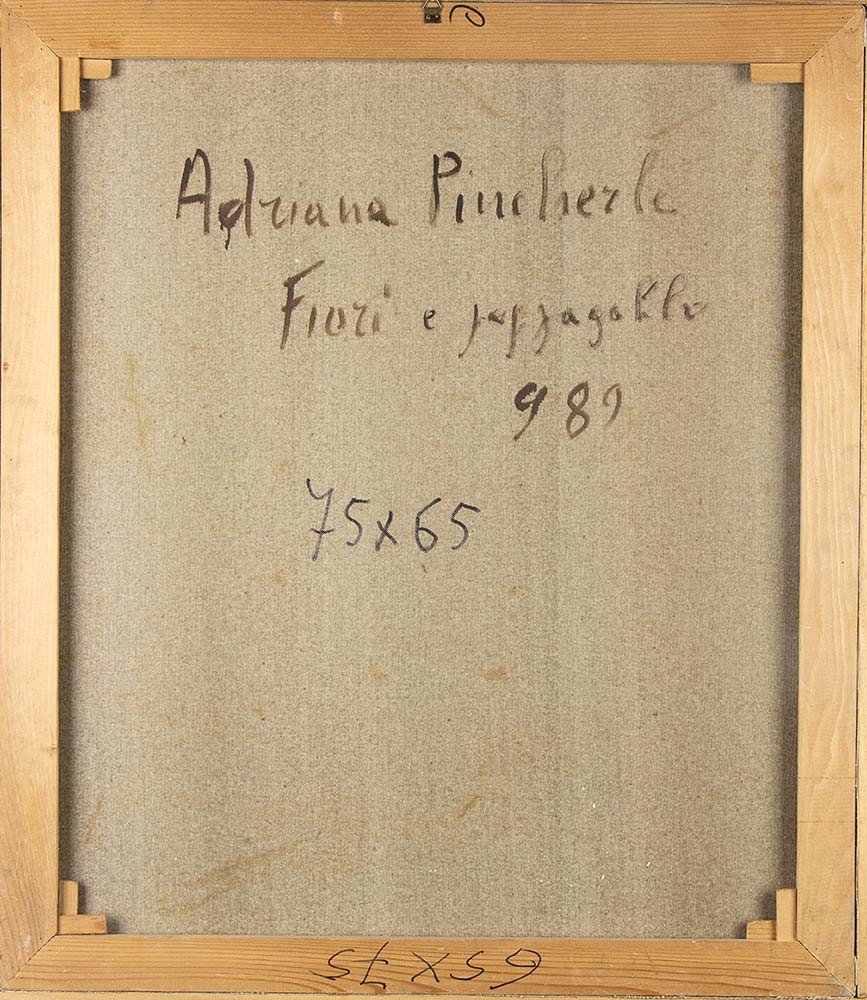 Adriana Pincherle
Fiori e pappagallo
989
75x65
65x75